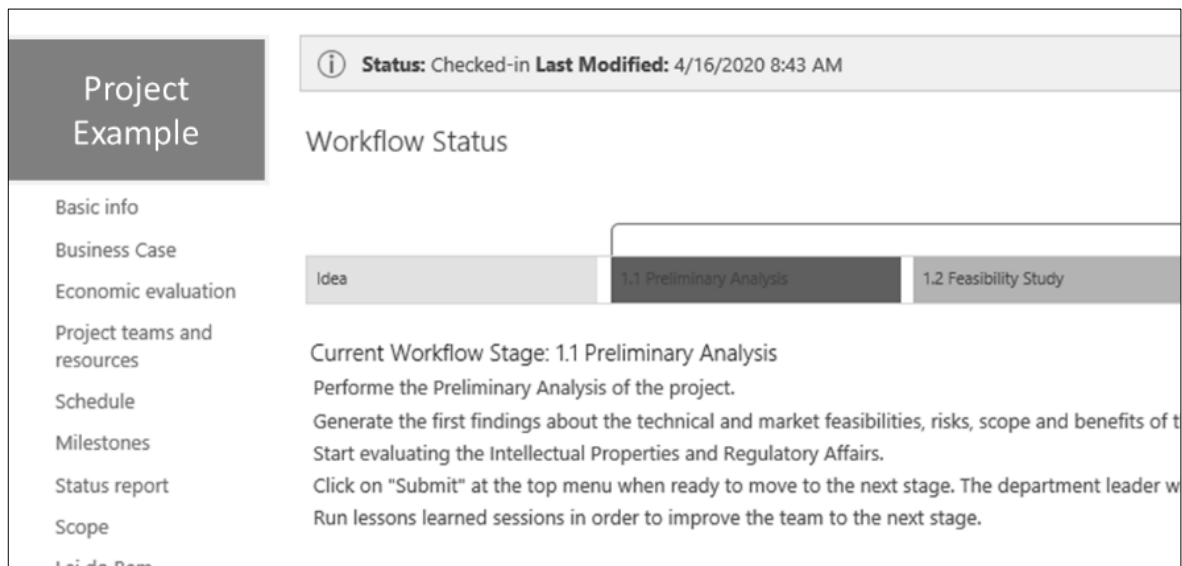 Project
Example
Basic info
Business Case
Economic evaluation
Project teams and
resources
Schedule
Milestones
Status report
Scope
Lei do Bem
Status: Checked-in Last Modified: 4/16/2020 8:43 AM
Workflow Status
Idea
1.1 Preliminary Analysis
1.2 Feasibility Study
Current Workflow Stage: 1.1 Preliminary Analysis
Performe the Preliminary Analysis of the project.
Generate the first findings about the technical and market feasibilities, risks, scope and benefits of t
Start evaluating the Intellectual Properties and Regulatory Affairs.
Click on "Submit" at the top menu when ready to move to the next stage. The department leader w
Run lessons learned sessions in order to improve the team to the next stage.